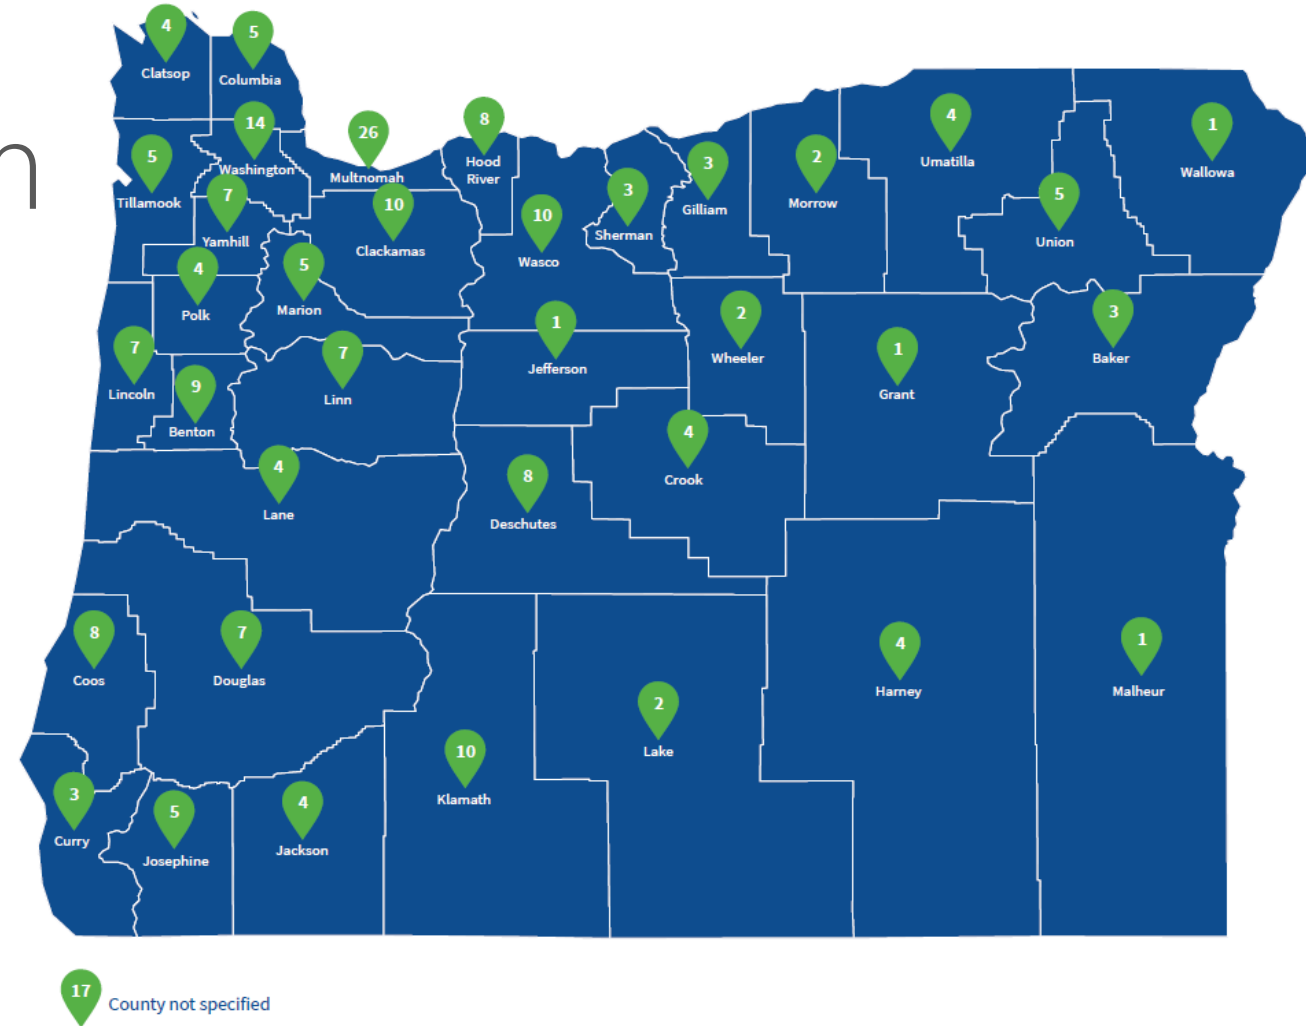 n
4
Clatsop
5
Columbia
14
Washington
26
Multnomah
8
Hood
River
5
Tillamook
7
Yamhill
10
Clackamas
10
Wasco
3
Sherman
3
Gilliam
2
Morrow
4
Umatilla
5
Union
1
Wallowa
4
Polk
5
Marion
7
Lincoln
9
Benton
7
Linn
1
Jefferson
2
Wheeler
1
Grant
3
Baker
4
Lane
8
Deschutes
4
Crook
8
Coos
7
Douglas
10
Klamath
2
Lake
4
Harney
1
Malheur
3
Curry
5
Josephine
4
Jackson
17
County not specified